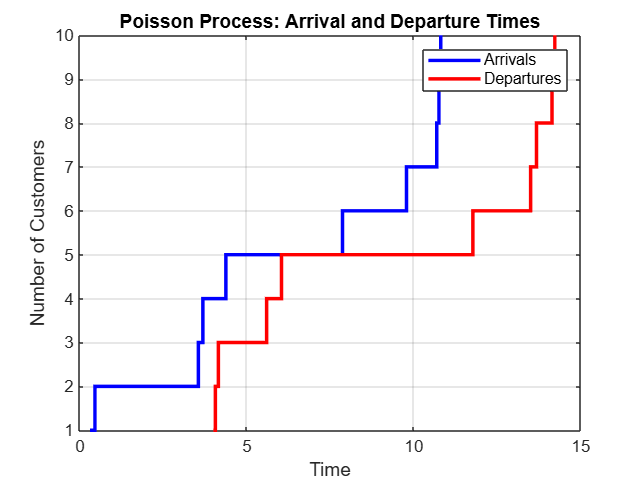 Poisson Process: Arrival and Departure Times
Number of Customers
10
9
8
7
6
5
4
3
2
1
0
5
10
15
Time
Arrivals
Departures